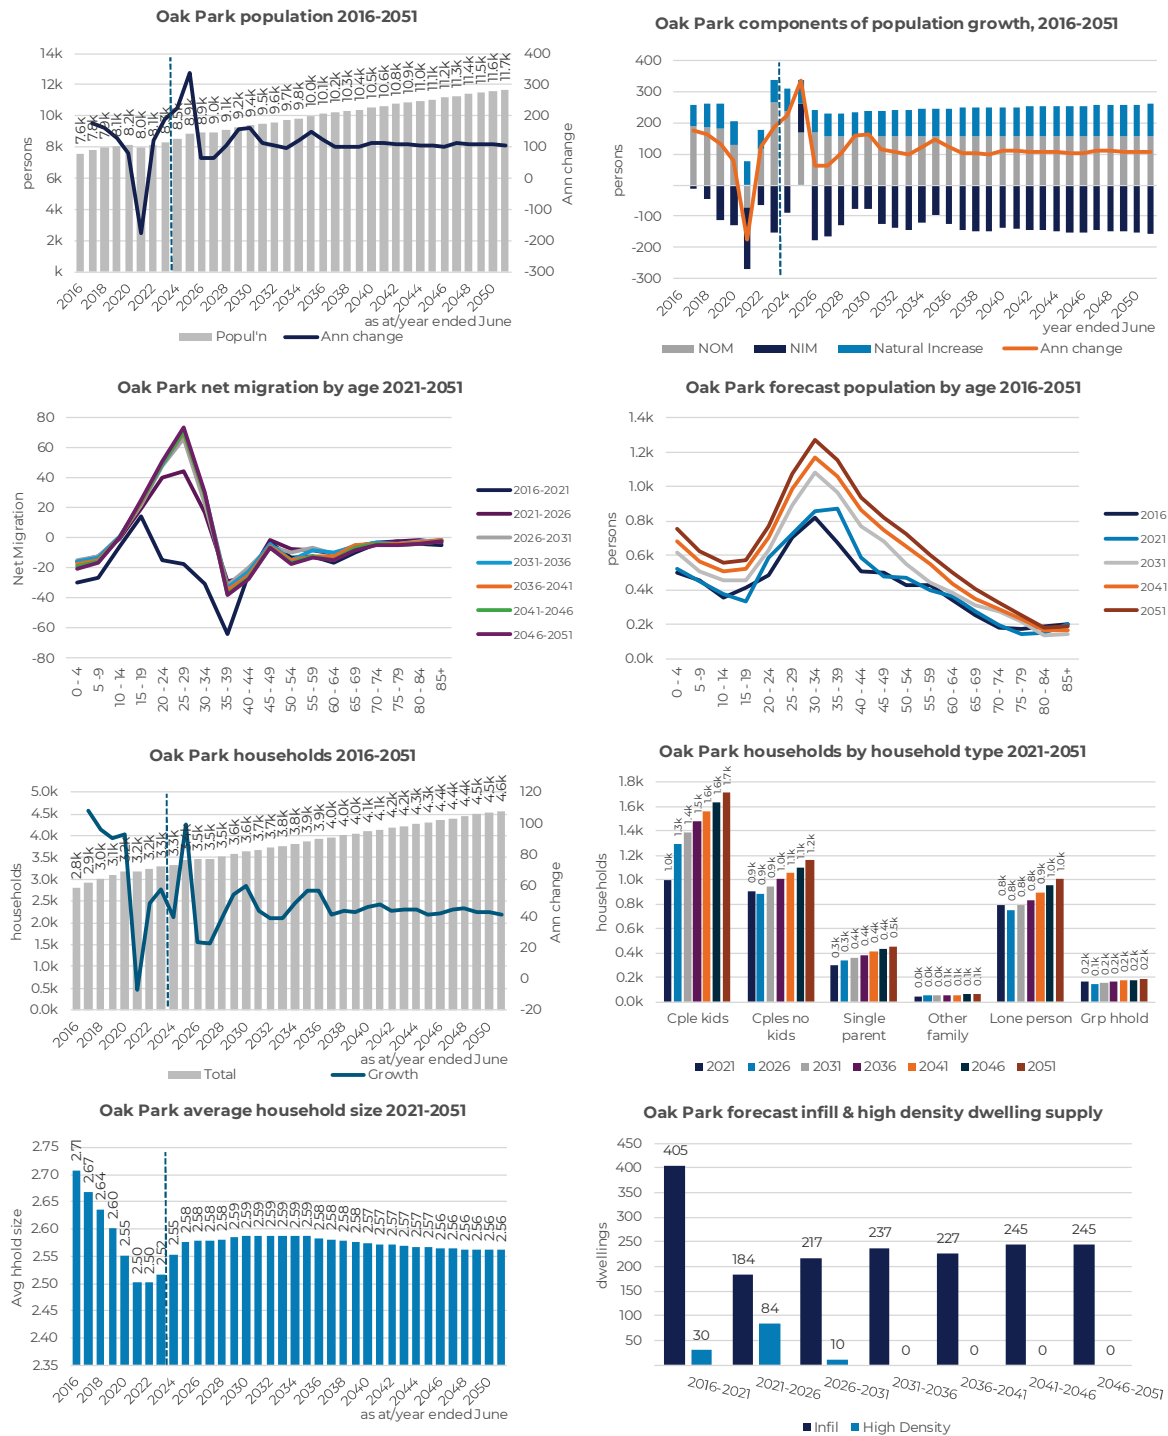 Oak Park population 2016-2051
14k
12k
10k
8k
6k
4k
2k
k
persons
400
300
200
100
0
-100
-200
-300
Ann change
7.6k 7.8k 7.9k 8.1k 8.2k 8.0k 8.1k 8.3k 8.5k 8.9k 8.9k 9.0k 9.1k 9.2k 9.4k 9.5k 9.6k 9.7k 9.8k 10.0k 10.1k 10.2k 10.3k 10.4k 10.5k 10.6k 10.8k 10.9k 11.0k 11.1k 11.2k 11.3k 11.4k 11.5k 11.6k 11.7k
2016 2018 2020 2022 2024 2026 2028 2030 2032 2034 2036 2038 2040 2042 2044 2046 2048 2050
as at/year ended June
Popul'n Ann change
Oak Park components of population growth, 2016-2051
400
300
200
100
-100
-200
-300
persons
2016 2018 2020 2022 2024 2026 2028 2030 2032 2034 2036 2038 2040 2042 2044 2046 2048 2050
year ended June
NOM NIM Natural Increase Ann change
Oak Park net migration by age 2021-2051
80
60
40
20
0
-20
-40
-60
-80
Net Migration
0 - 4 5 -9 10 - 14 15 - 19 20 - 24 25 - 29 30 - 34 35 - 39 40 - 44 45 - 49 50 - 54 55 - 59 60 - 64 65 - 69 70 - 74 75 - 79 80 - 84 85+
2016-2021
2021-2026
2026-2031
2031-2036
2036-2041
2041-2046
2046-2051
Oak Park forecast population by age 2016-2051
1.4k
1.2k
1.0k
0.8k
0.6k
0.4k
0.2k
0.0k
persons
0 - 4 5 -9 10 - 14 15 - 19 20 - 24 25 - 29 30 - 34 35 - 39 40 - 44 45 - 49 50 - 54 55 - 59 60 - 64 65 - 69 70 - 74 75 - 79 80 - 84 85+
2016
2021
2031
2041
2051
Oak Park households 2016-2051
5.0k
4.5k
4.0k
3.5k
3.0k
2.5k
2.0k
1.5k
1.0k
0.5k
0.0k
households
120
100
80
60
40
20
0
-20
Ann change
2.8k 2.9k 3.0k 3.1k 3.2k 3.2k 3.2k 3.3k 3.3k 3.5k 3.5k 3.5k 3.6k 3.6k 3.7k 3.7k 3.8k 3.8k 3.9k 3.9k 4.0k 4.0k 4.1k 4.1k 4.2k 4.2k 4.3k 4.3k 4.4k 4.4k 4.5k 4.5k 4.6k
2016 2018 2020 2022 2024 2026 2028 2030 2032 2034 2036 2038 2040 2042 2044 2046 2048 2050
as at/year ended June
Total Growth
Oak Park households by household type 2021-2051
1.8k
1.6k
1.4k
1.2k
1.0k
0.8k
0.6k
0.4k
0.2k
0.0k
households
1.0k 1.3k 1.4k 1.5k 1.6k 1.6k 1.7k
0.9k 0.9k 0.9k 1.0k 1.1k 1.1k 1.2k
0.3k 0.3k 0.4k 0.4k 0.4k 0.4k 0.5k
0.0k 0.0k 0.0k 0.1k 0.1k 0.1k 0.1k
0.8k 0.8k 0.8k 0.8k 0.9k 1.0k 1.0k
0.2k 0.1k 0.2k 0.2k 0.2k 0.2k 0.2k
Cple kids Cples no kids Single parent Other family Lone person Grp hhold
2021 2026 2031 2036 2041 2046 2051
Oak Park average household size 2021-2051
2.75
2.70
2.65
2.60
2.55
2.50
2.45
2.40
2.35
Avg hhold size
2.71 2.67 2.64 2.60 2.55 2.50 2.50 2.52 2.55 2.58 2.58 2.58 2.58 2.59 2.59 2.59 2.59 2.59 2.59 2.59 2.58 2.58 2.58 2.58 2.57 2.57 2.57 2.57 2.57 2.57 2.56 2.56 2.56 2.56 2.56 2.56
2016 2018 2020 2022 2024 2026 2028 2030 2032 2034 2036 2038 2040 2042 2044 2046 2048 2050
as at/year ended June
Oak Park forecast infill & high density dwelling supply
450
400
350
300
250
200
150
100
50
dwellings
405 30 184 84 217 10 237 0 227 0 245 0 245 0
2016-2021 2021-2026 2026-2031 2031-2036 2036-2041 2041-2046 2046-2051
Infil High Density